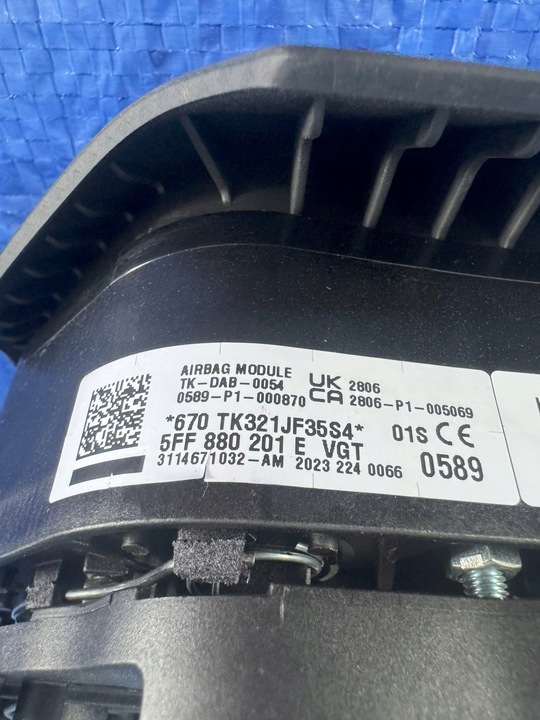 AIRBAG MODULE
TK-DAB-0054
0589-P1-000870
UK
CA
2806
2806-P1-005069
*670 TK321JF35S4*
01S CE
5FF 880 201 E VGT
3114671032-AM 2023 224 0066
0589